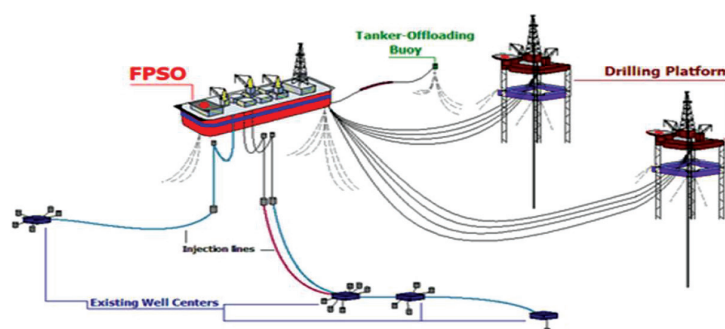 Tanker-Offloading
Buoy
FPSO
Drilling Platform
Injection lines
Existing Well Centers